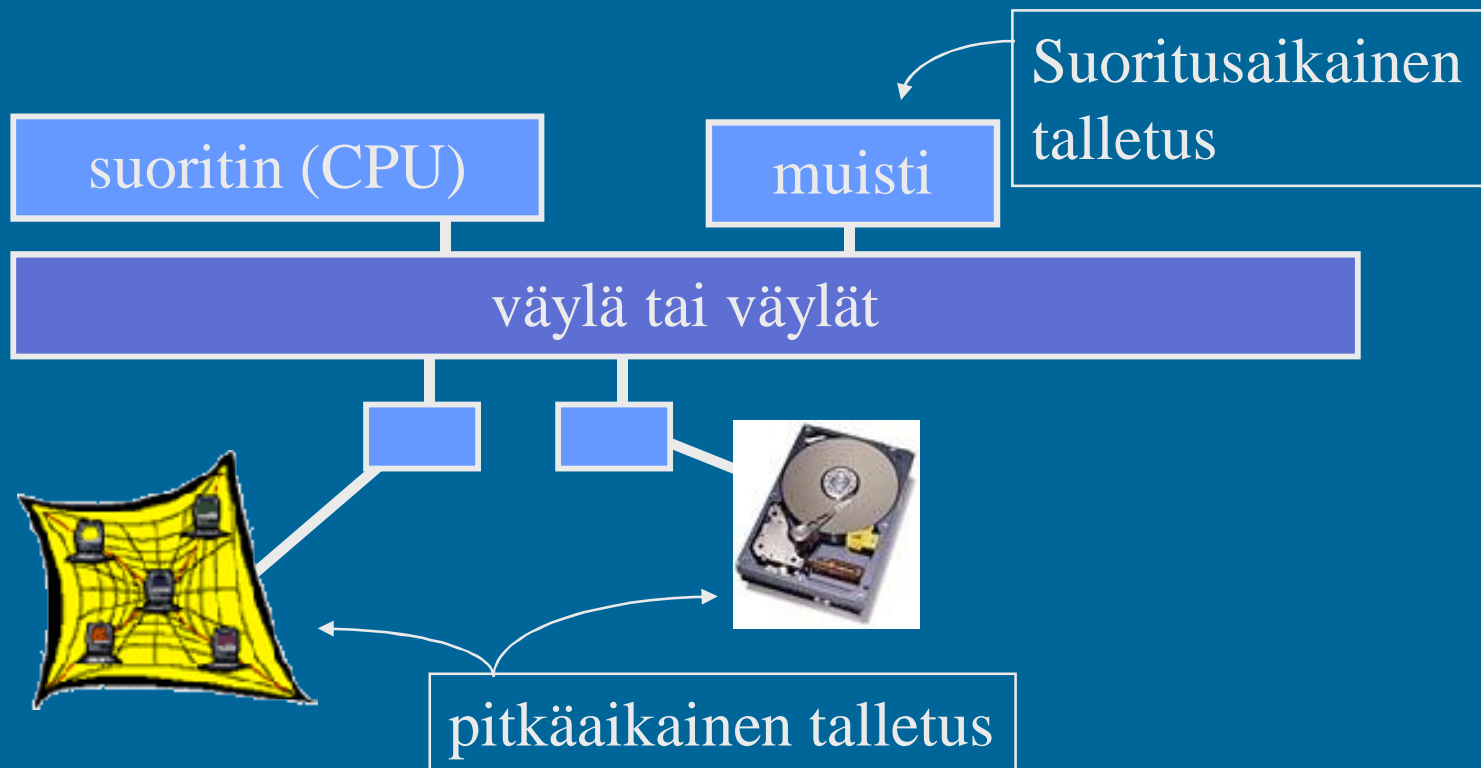 Suoritusaikainen
talletus
suoritin (CPU)
muisti
väylä tai väylät
pitkäaikainen talletus